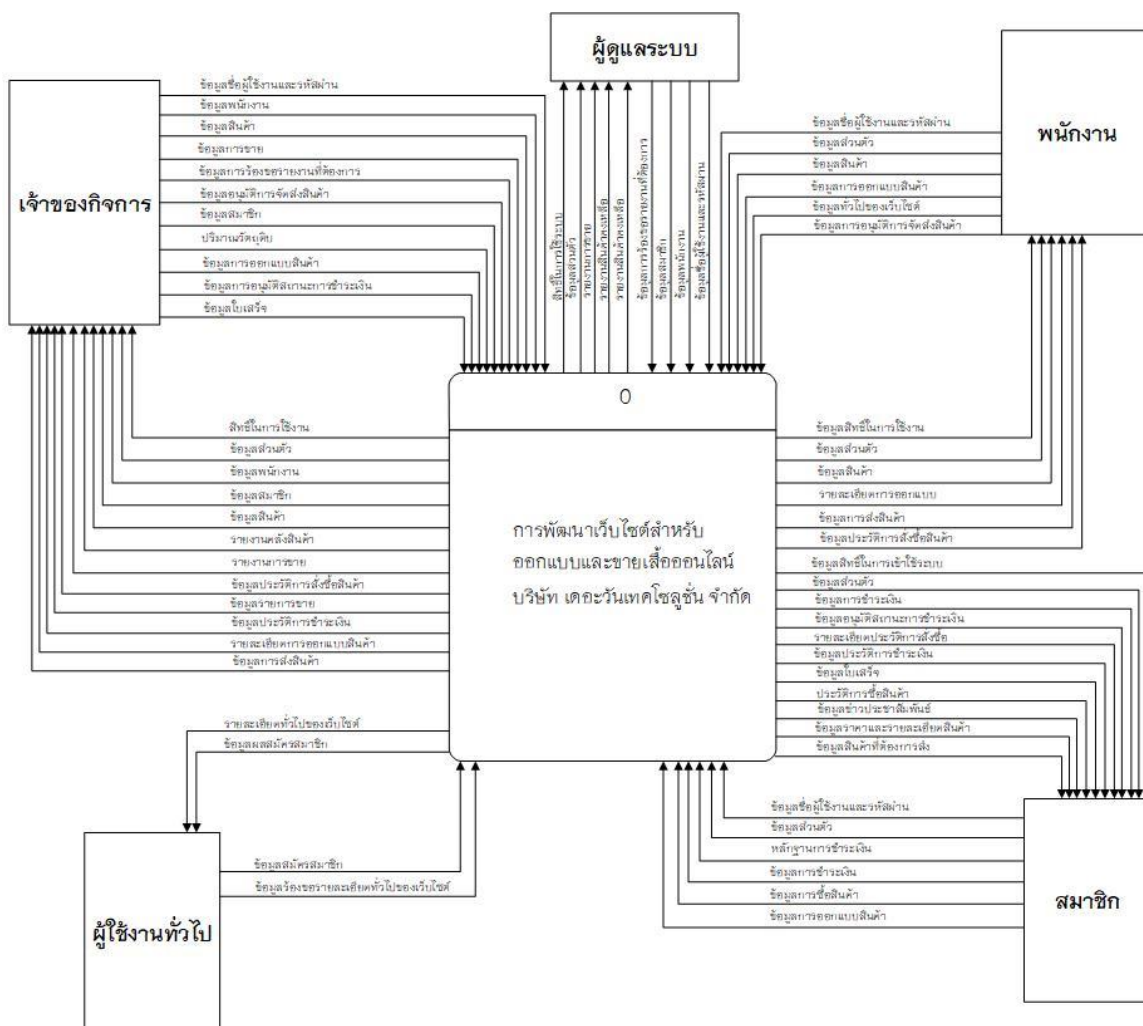 ผู้ดูแลระบบ
เจ้าของกิจการ
ข้อมูลชื่อผู้ใช้งานและรหัสผ่าน
ข้อมูลพนักงาน
ข้อมูลสินค้า
ข้อมูลการขาย
ข้อมูลการร้องขอรายงานที่ต้องการ
ข้อมูลอนุมัติการจัดส่งสินค้า
ข้อมูลสมาชิก
ปริมาณวัตถุดิบ
ข้อมูลการออกแบบสินค้า
ข้อมูลการอนุมัติสถานะการชำระเงิน
ข้อมูลใบเสร็จ
สิทธิ์ในการใช้ระบบ
ข้อมูลส่วนตัว
รายงานการขาย
รายงานสินค้าคงเหลือ
รายงานสินค้าคงเหลือ
ข้อมูลการร้องขอรายงานที่ต้องการ
ข้อมูลสมาชิก
ข้อมูลพนักงาน
ข้อมูลชื่อผู้ใช้งานและรหัสผ่าน
พนักงาน
ข้อมูลชื่อผู้ใช้งานและรหัสผ่าน
ข้อมูลส่วนตัว
ข้อมูลสินค้า
ข้อมูลการออกแบบสินค้า
ข้อมูลทั่วไปของเว็บไซต์
ข้อมูลการอนุมัติการจัดส่งสินค้า
0
การพัฒนาเว็บไซต์สำหรับ
ออกแบบและขายเสื้อออนไลน์
บริษัท เดอะวันเทคโซลูชั่น จำกัด
สิทธิ์ในการใช้งาน
ข้อมูลส่วนตัว
ข้อมูลพนักงาน
ข้อมูลสมาชิก
ข้อมูลสินค้า
รายงานคลังสินค้า
รายงานการขาย
ข้อมูลประวัติการสั่งซื้อสินค้า
ข้อมูลรายการขาย
ข้อมูลประวัติการชำระเงิน
รายละเอียดการออกแบบสินค้า
ข้อมูลการส่งสินค้า
ข้อมูลสิทธิ์ในการใช้งาน
ข้อมูลส่วนตัว
ข้อมูลสินค้า
รายละเอียดการออกแบบ
ข้อมูลการส่งสินค้า
ข้อมูลประวัติการสั่งซื้อสินค้า
ข้อมูลสิทธิ์ในการเข้าใช้ระบบ
ข้อมูลส่วนตัว
ข้อมูลการชำระเงิน
ข้อมูลอนุมัติสถานะการชำระเงิน
รายละเอียดประวัติการสั่งซื้อ
ข้อมูลประวัติการชำระเงิน
ข้อมูลใบเสร็จ
ประวัติการซื้อสินค้า
ข้อมูลข่าวประชาสัมพันธ์
ข้อมูลราคาและรายละเอียดสินค้า
ข้อมูลสินค้าที่ต้องการส่ง
รายละเอียดทั่วไปของเว็บไซต์
ข้อมูลผลสมัครสมาชิก
ข้อมูลสมัครสมาชิก
ข้อมูลร้องขอรายละเอียดทั่วไปของเว็บไซต์
ผู้ใช้งานทั่วไป
ข้อมูลชื่อผู้ใช้งานและรหัสผ่าน
ข้อมูลส่วนตัว
หลักฐานการชำระเงิน
ข้อมูลการชำระเงิน
ข้อมูลการซื้อสินค้า
ข้อมูลการออกแบบสินค้า
สมาชิก